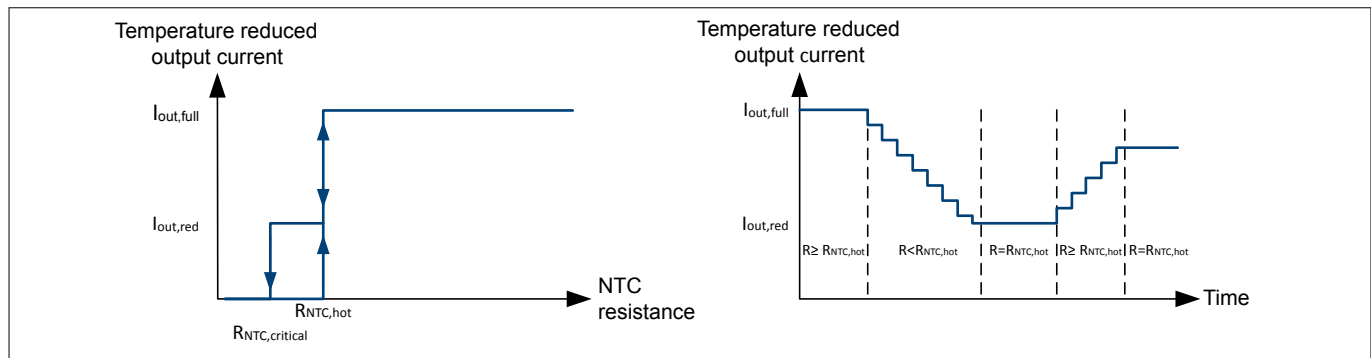 Temperature reduced
output current
Iout,full
Iout,red
RNTC,hot
RNTC,critical
NTC
resistance
Temperature reduced
output current
Iout,full
Iout,red
R≥ RNTC,hot
R<RNTC,hot
R=RNTC,hot
R≥ RNTC,hot
R=RNTC,hot
Time